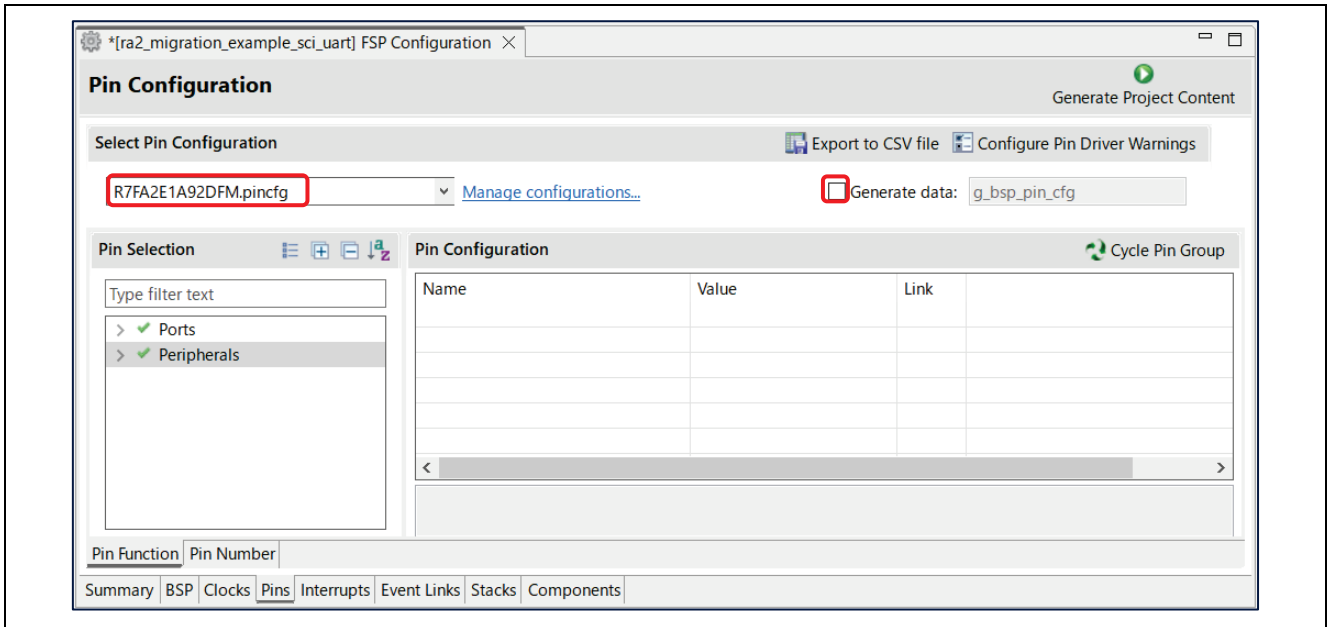 *[ra2_migration_example_sci_uart] FSP Configuration
Pin Configuration
Generate Project Content
Select Pin Configuration
Export to CSV file
Configure Pin Driver Warnings
R7FA2E1A92DFM.pincfg
Manage configurations...
Generate data:
g_bsp_pin_cfg
Pin Selection
Pin Configuration
Cycle Pin Group
Type filter text
Name
Value
Link
Ports
Peripherals
Pin Function
Pin Number
Summary
BSP
Clocks
Pins
Interrupts
Event Links
Stacks
Components